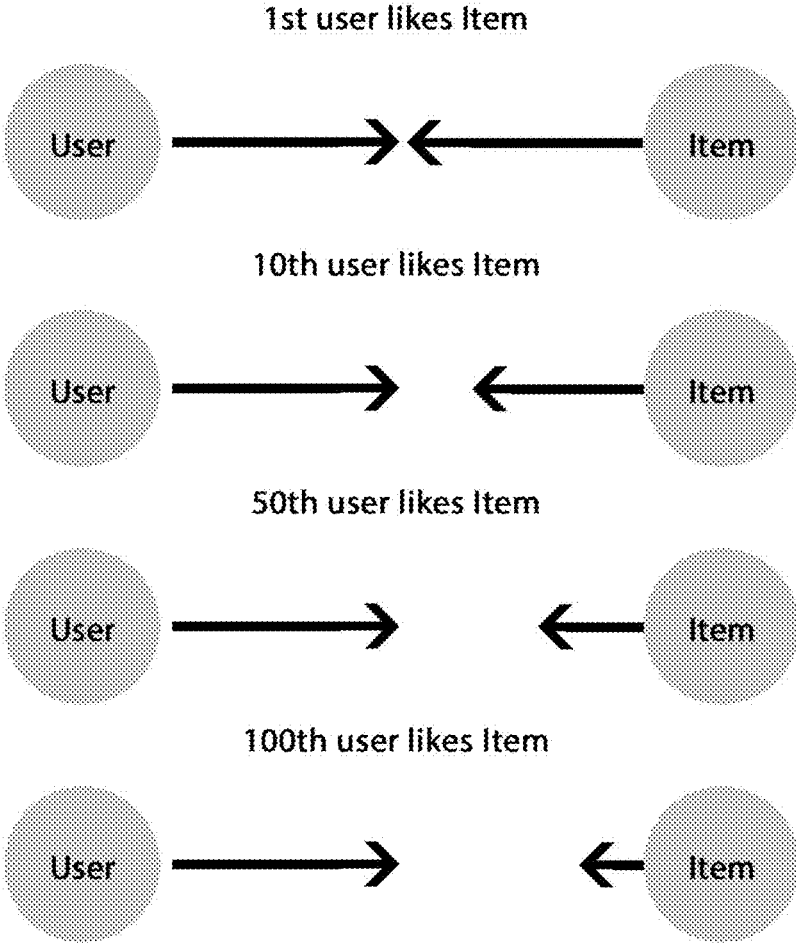 1st user likes Item
User Item
10th user likes Item
User Item
50th user likes Item
User Item
100th user likes Item
User Item